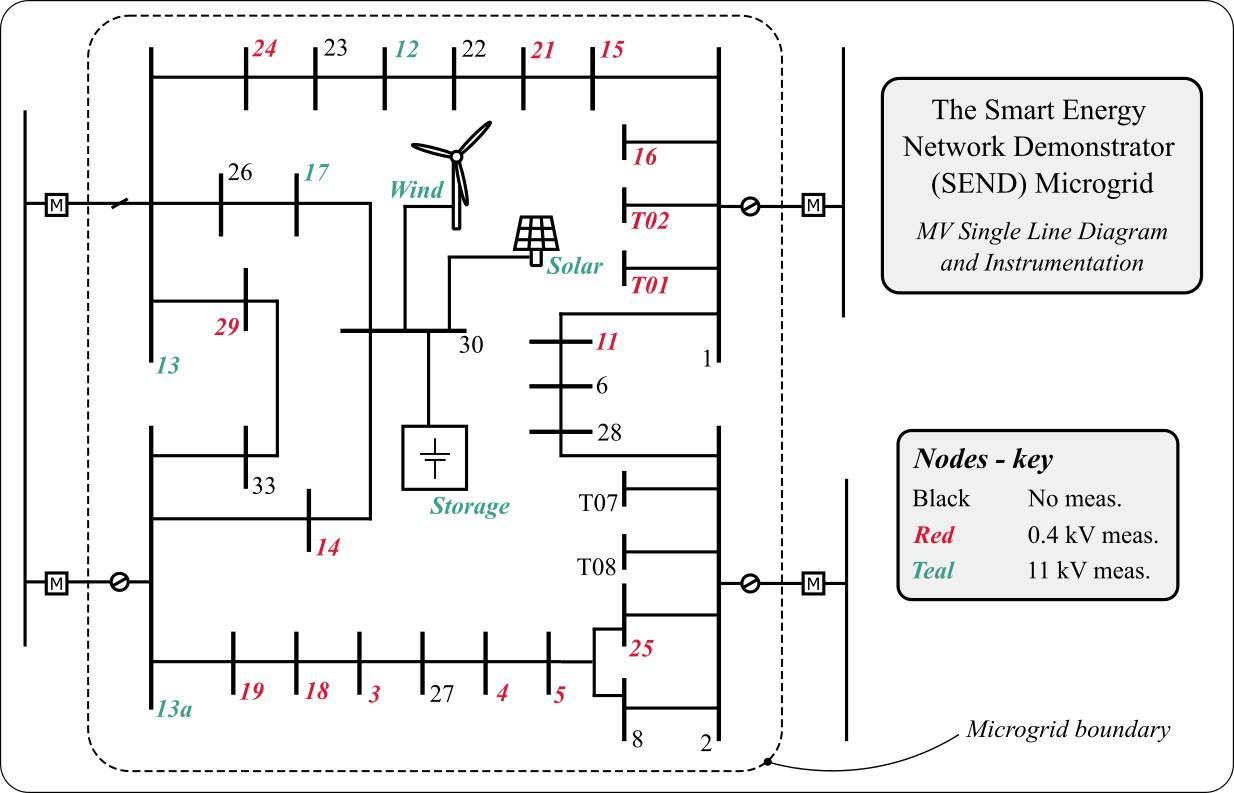 24
23
12
22
21
15
The Smart Energy
Network Demonstrator
(SEND) Microgrid
MV Single Line Diagram
and Instrumentation
16
26
17
Wind
M
M
T02
Solar
T01
29
30
11
13
1
6
28
33
Nodes - key
Black No meas.
Red 0.4 kV meas.
Teal 11 kV meas.
Storage
T07
14
T08
M
M
25
19
18
3
27
4
5
13a
8
2
Microgrid boundary